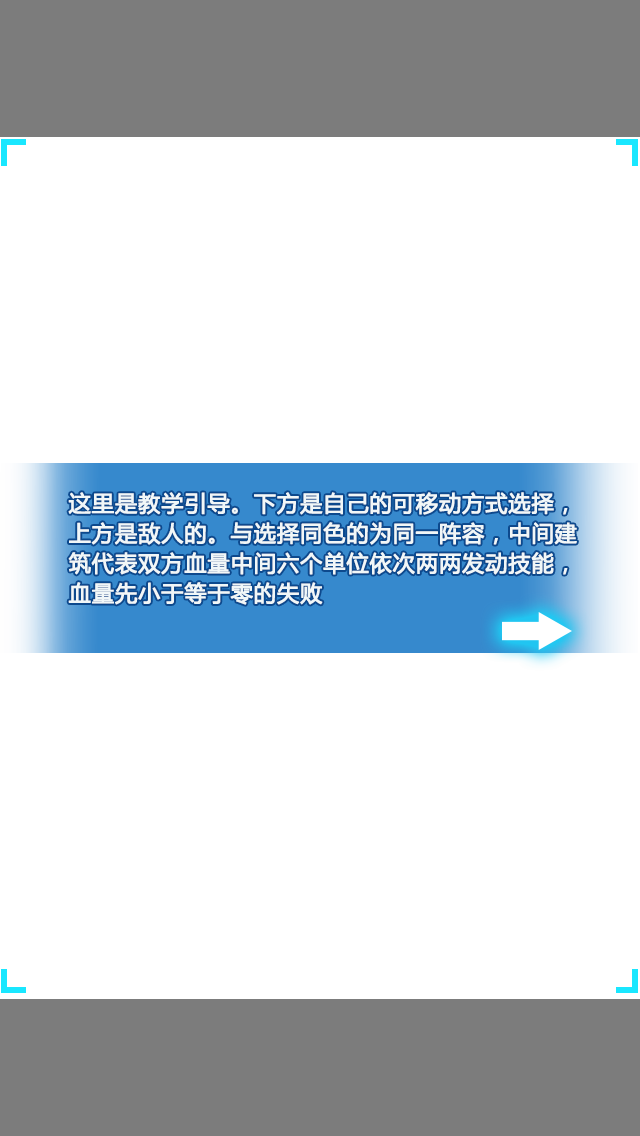 这里是教学引导。下方是自己的可移动方式选择，
上方是敌人的。与选择同色的为同一阵容，中间建
筑代表双方血量中间六个单位依次两两发动技能，
血量先小于等于零的失败